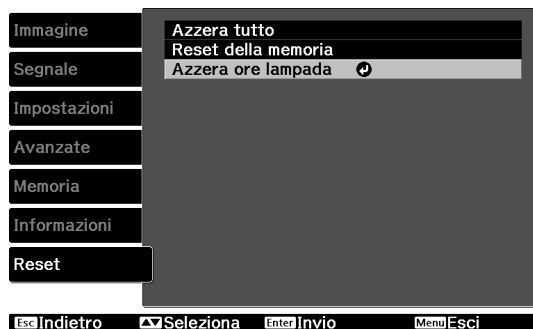 Immagine
Segnale
Impostazioni
Avanzate
Memoria
Informazioni
Reset
Azzera tutto
Reset della memoria
Azzera ore lampada
Esc Indietro Seleziona Enter Invio Menu Esci